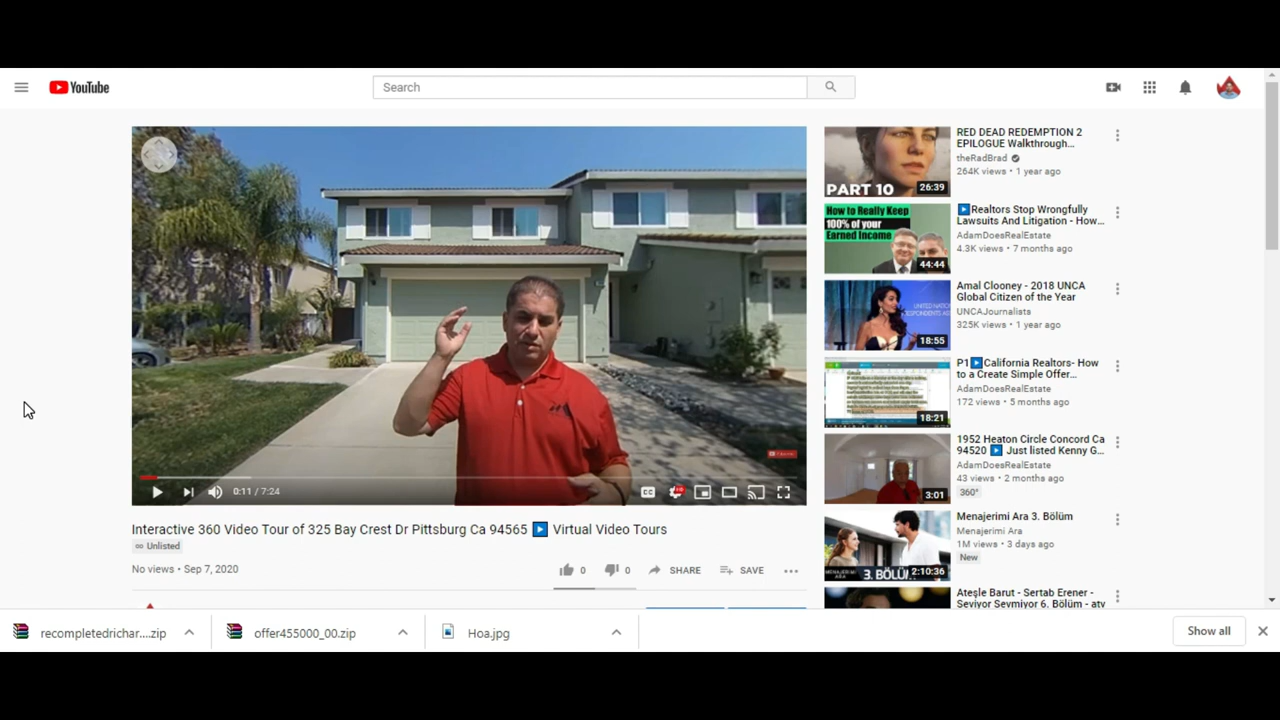 YouTube
Search
0:11 / 7:24
CC
Interactive 360 Video Tour of 325 Bay Crest Dr Pittsburg Ca 94565 ▶ Virtual Video Tours
Unlisted
No views • Sep 7, 2020
0
0
SHARE
SAVE
PART 10
26:39
RED DEAD REDEMPTION 2
EPILOGUE Walkthrough...
theRadBrad
264K views • 1 year ago
How to Really Keep
100% of your
Earned Income
44:44
▶Realtors Stop Wrongfully
Lawsuits And Litigation - How...
AdamDoesRealEstate
4.3K views • 7 months ago
18:55
Amal Clooney - 2018 UNCA
Global Citizen of the Year
UNCAJournalists
325K views • 1 year ago
18:21
P1▶California Realtors- How
to a Create Simple Offer...
AdamDoesRealEstate
172 views • 5 months ago
3:01
1952 Heaton Circle Concord Ca
94520 ▶ Just listed Kenny G...
AdamDoesRealEstate
43 views • 2 months ago
360°
3.BÖLÜM
2:10:36
Menajerimi Ara 3. Bölüm
Menajerimi Ara
1M views • 3 days ago
New
Ateşle Barut - Sertab Erener -
Seviyor Sevmiyor 6. Bölüm - atv
recompletedrichar....zip
offer455000_00.zip
Hoa.jpg
Show all